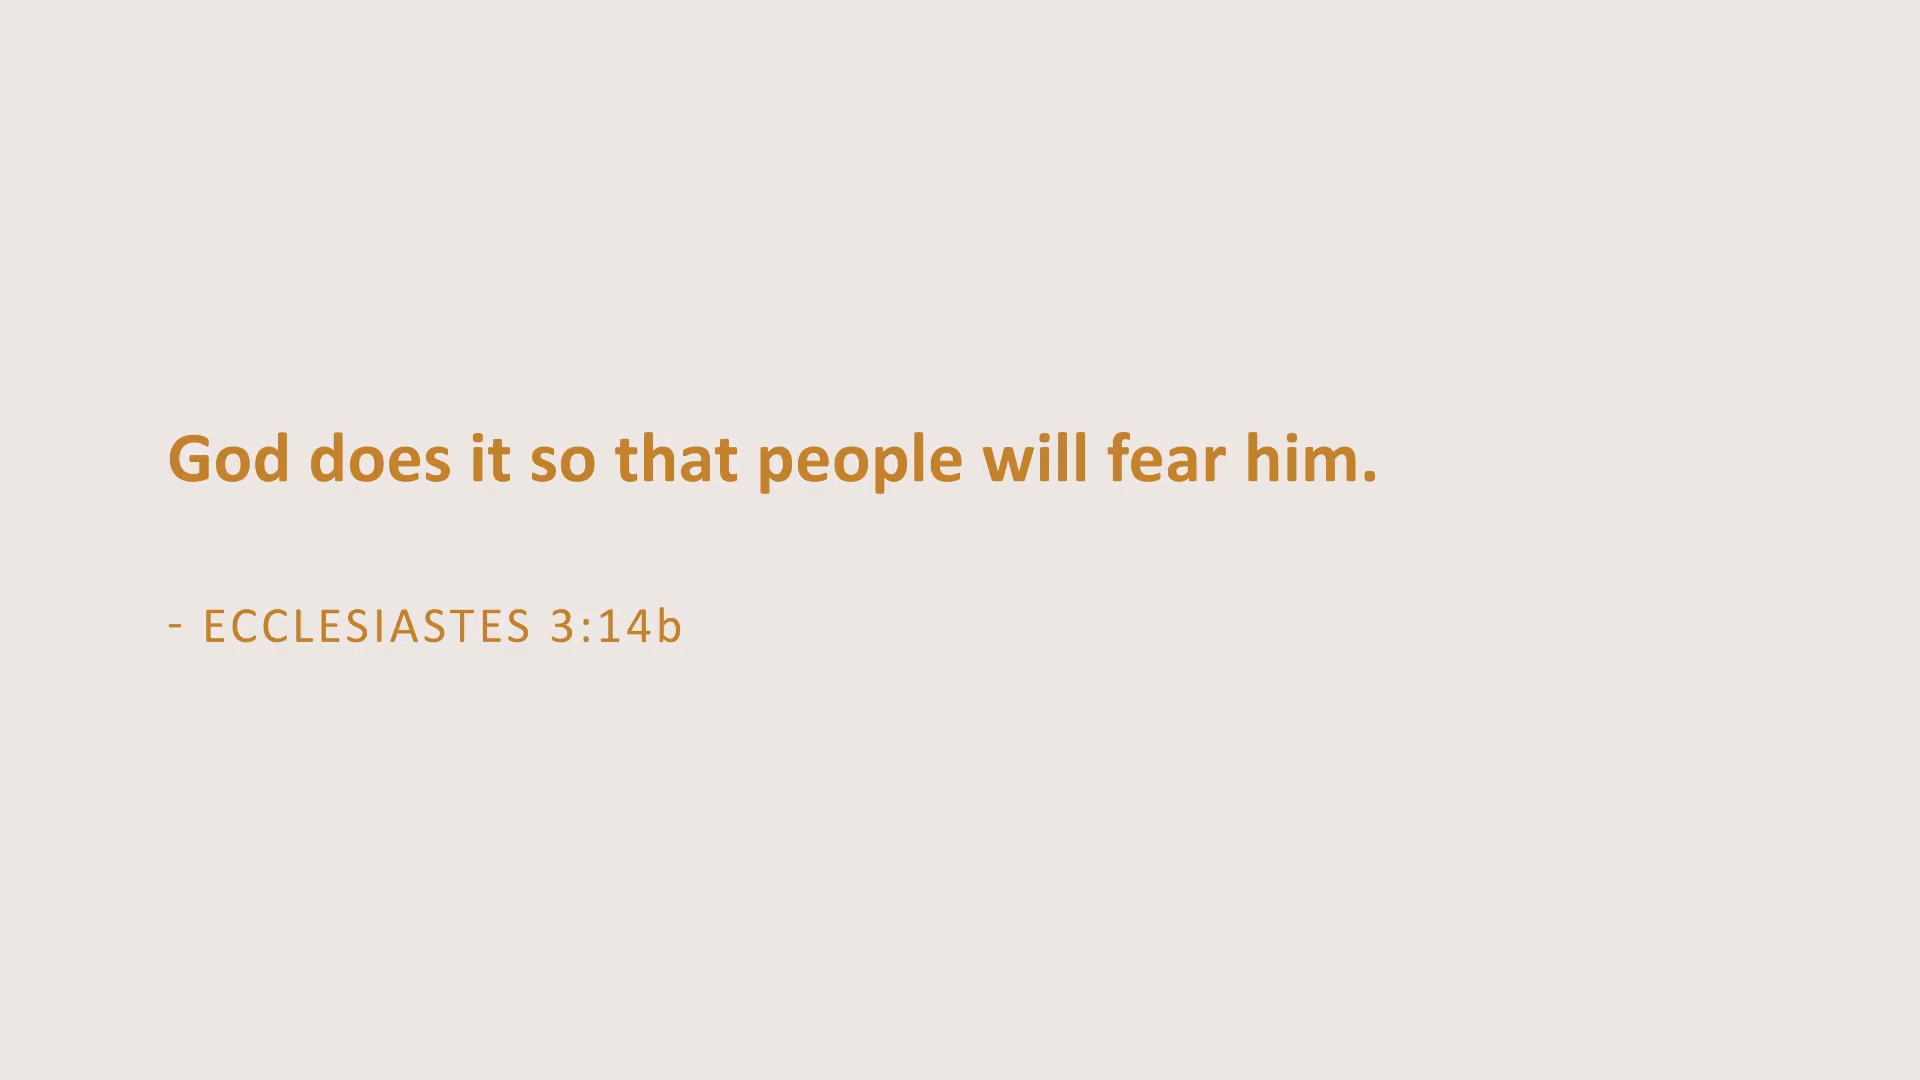 God does it so that people will fear him.
- ECCLESIASTES 3:14b